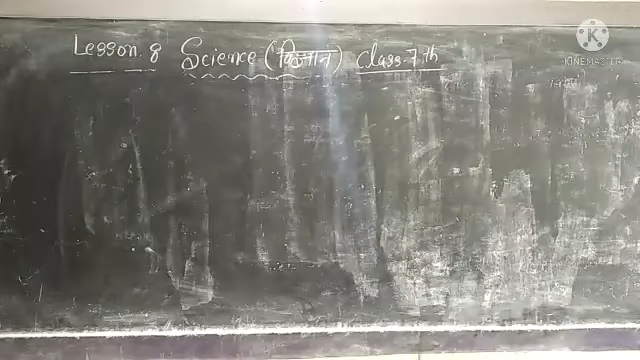 Lesson. 8 Science (विज्ञान) Class-7th
KINEMASTER